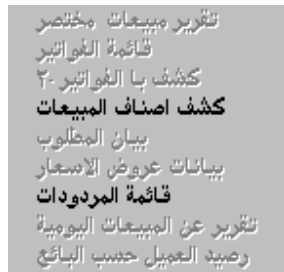 تقرير مبيعات مختصر
قائمة الفواتير
كشف با الفواتير ٢٠
كشف اصناف المبيعات
بيان المطلوب
بيانات عروض الاسعار
قائمة المردودات
تقرير عن المبيعات اليومية
رصيد العميل حسب البائع